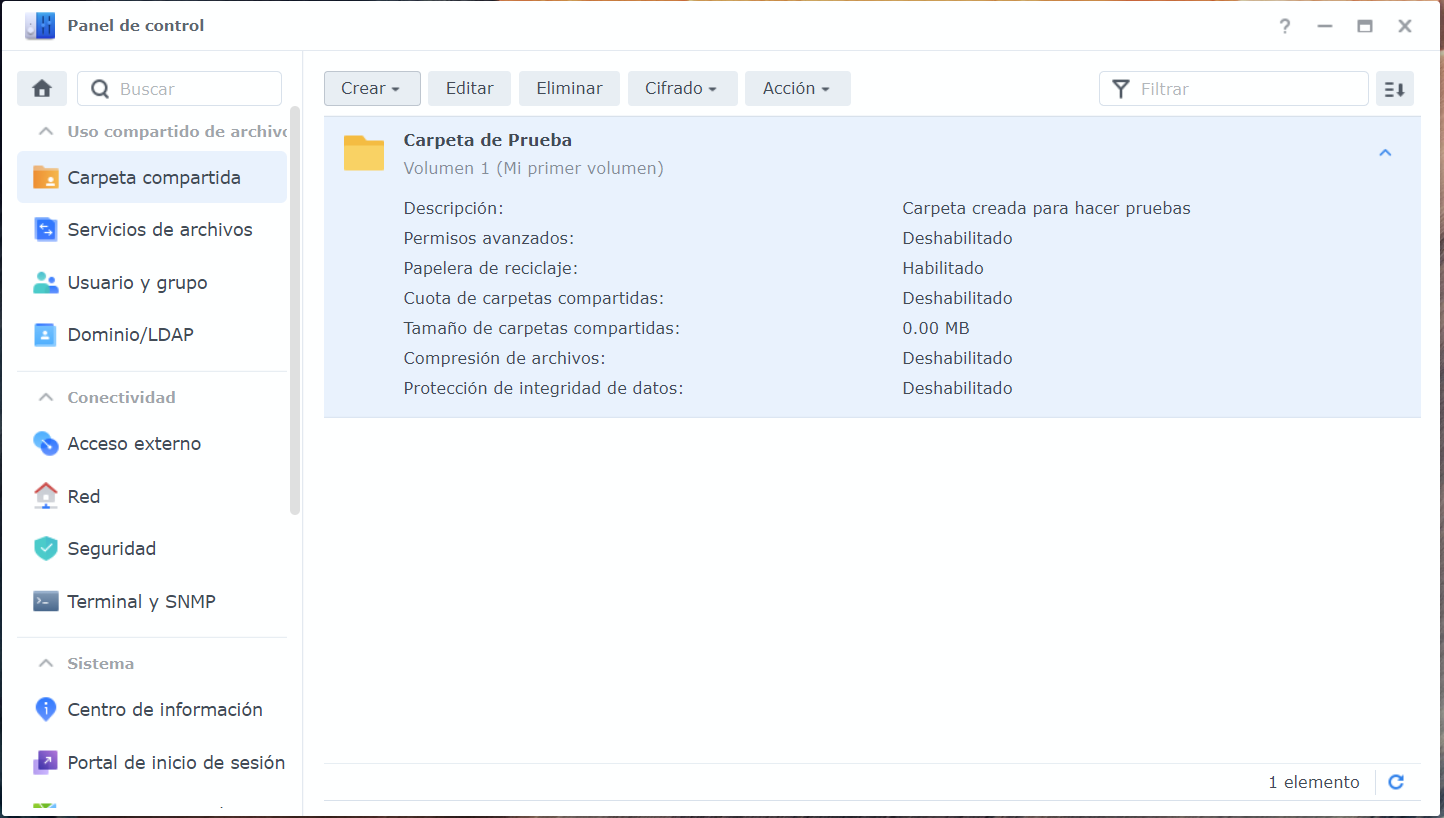 Panel de control
Buscar
Uso compartido de archivo
Carpeta compartida
Servicios de archivos
Usuario y grupo
Dominio/LDAP
Conectividad
Acceso externo
Red
Seguridad
Terminal y SNMP
Sistema
Centro de información
Portal de inicio de sesión
Crear
Editar
Eliminar
Cifrado
Acción
Filtrar
Carpeta de Prueba
Volumen 1 (Mi primer volumen)
Descripción: Carpeta creada para hacer pruebas
Permisos avanzados: Deshabilitado
Papelera de reciclaje: Habilitado
Cuota de carpetas compartidas: Deshabilitado
Tamaño de carpetas compartidas: 0.00 MB
Compresión de archivos: Deshabilitado
Protección de integridad de datos: Deshabilitado
1 elemento